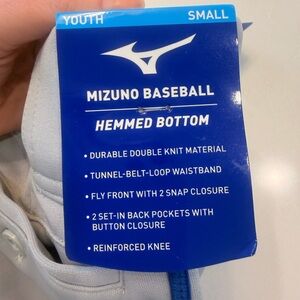 YOUTH SMALL
MIZUNO BASEBALL
HEMMED BOTTOM
• DURABLE DOUBLE KNIT MATERIAL
• TUNNEL-BELT-LOOP WAISTBAND
• FLY FRONT WITH 2 SNAP CLOSURE
• 2 SET-IN BACK POCKETS WITH
BUTTON CLOSURE
• REINFORCED KNEE